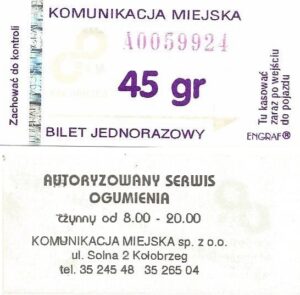 Zachować do kontroli
KOMUNIKACJA MIEJSKA
A0059924
45 gr
BILET JEDNORAZOWY
Tu kasować
zaraz po wejściu
do pojazdu
ENGRAF®
AUTORYZOWANY SERWIS
OGUMIENIA
czynny od 8.00 - 20.00
KOMUNIKACJA MIEJSKA sp. z o.o.
ul. Solna 2 Kołobrzeg
tel. 35 245 48 35 265 04